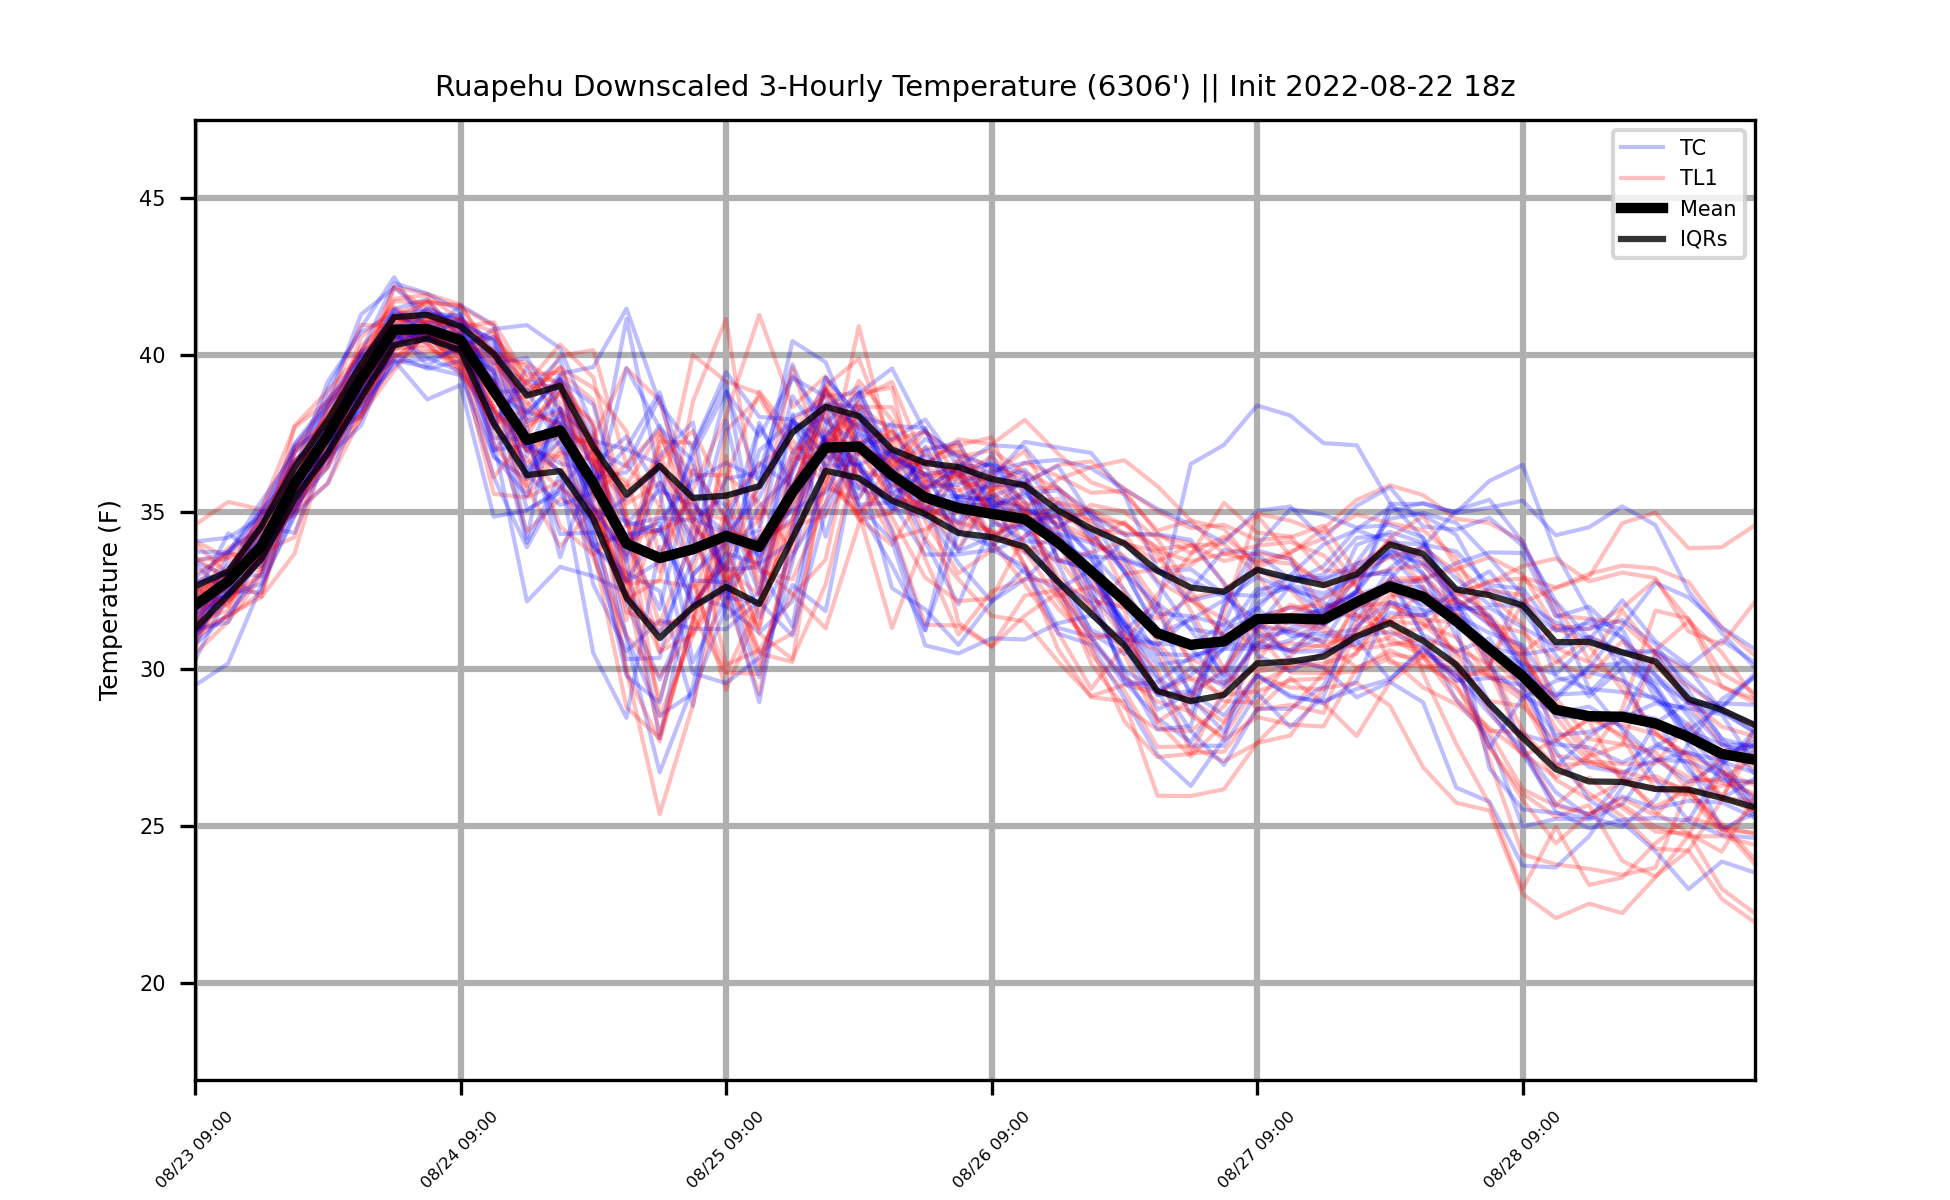 Ruapehu Downscaled 3-Hourly Temperature (6306') || Init 2022-08-22 18z
TC
TL1
Mean
IQRs
Temperature (F)
45
40
35
30
25
20
08/23 09:00
08/24 09:00
08/25 09:00
08/26 09:00
08/27 09:00
08/28 09:00